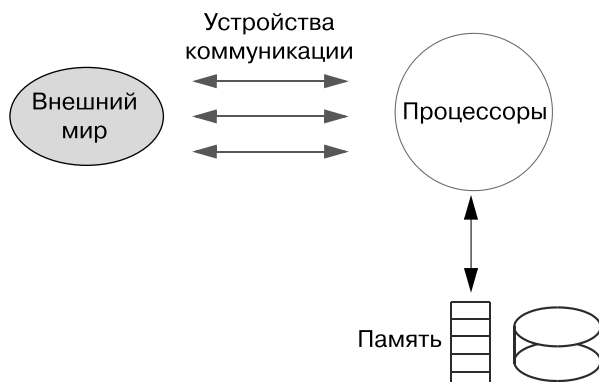 Устройства
коммуникации
Внешний
мир
Процессоры
Память